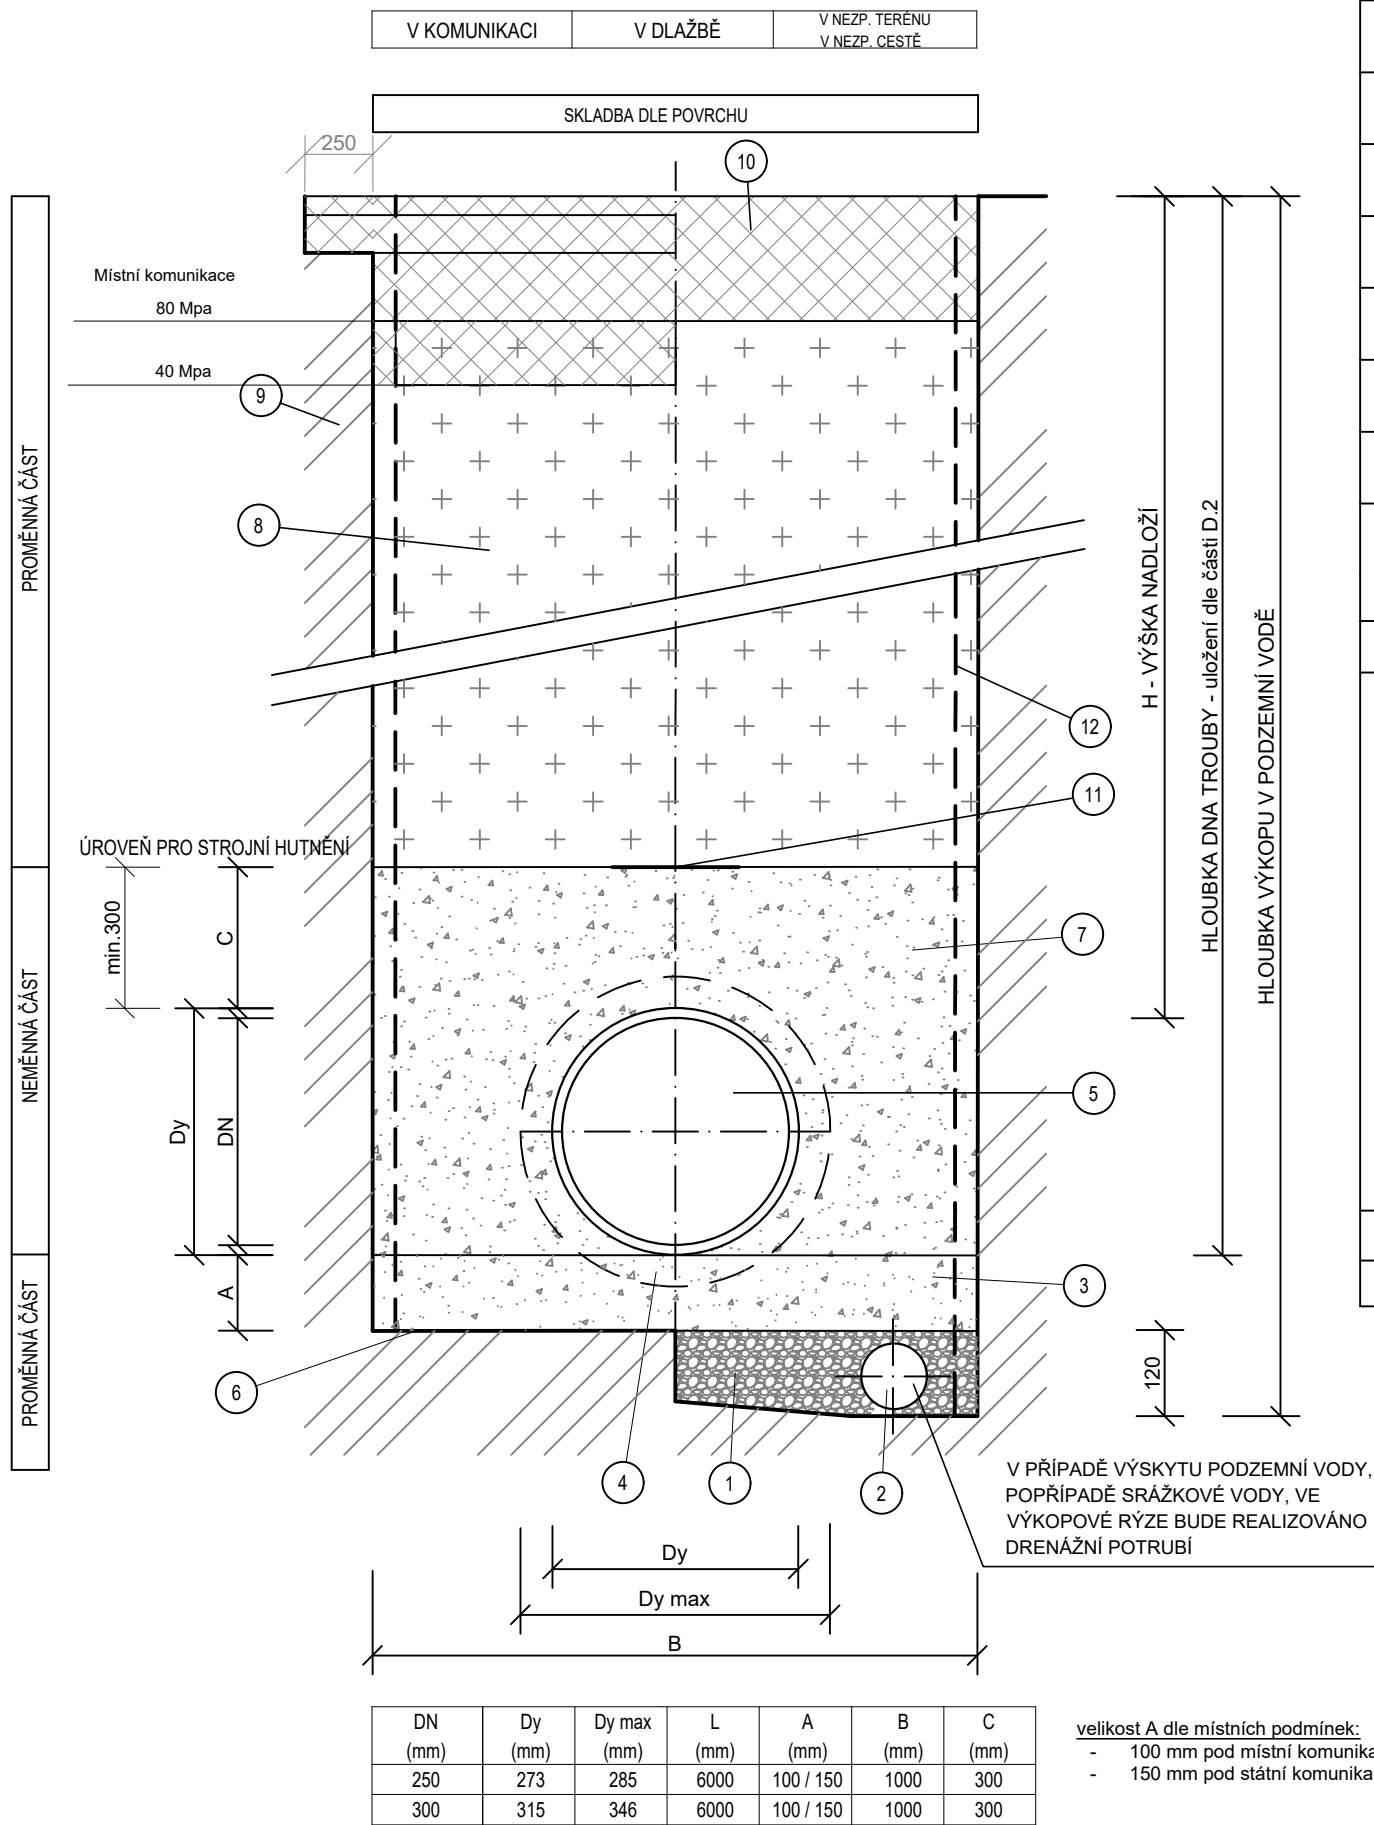 V KOMUNIKACI
V DLAŽBĚ
V NEZP. TERÉNU
V NEZP. CESTĚ
SKLADBA DLE POVRCHU
250
10
Místní komunikace
80 Mpa
40 Mpa
9
8
PROMĚNNÁ ČÁST
H - VÝŠKA NADLOŽÍ
HLOUBKA DNA TROUBY - uložení dle části D.2
HLOUBKA VÝKOPU V PODZEMNÍ VODĚ
12
11
ÚROVEŇ PRO STROJNÍ HUTNĚNÍ
min.300
C
7
NEMĚNNÁ ČÁST
Dy
DN
5
A
3
PROMĚNNÁ ČÁST
6
120
4
1
2
V PŘÍPADĚ VÝSKYTU PODZEMNÍ VODY,
POPŘÍPADĚ SRÁŽKOVÉ VODY, VE
VÝKOPOVÉ RÝZE BUDE REALIZOVÁNO
DRENÁŽNÍ POTRUBÍ
Dy
Dy max
B
DN Dy Dy max L A B C
(mm) (mm) (mm) (mm) (mm) (mm) (mm)
250 273 285 6000 100 / 150 1000 300
300 315 346 6000 100 / 150 1000 300
velikost A dle místních podmínek:
- 100 mm pod místní komunika
- 150 mm pod státní komunika